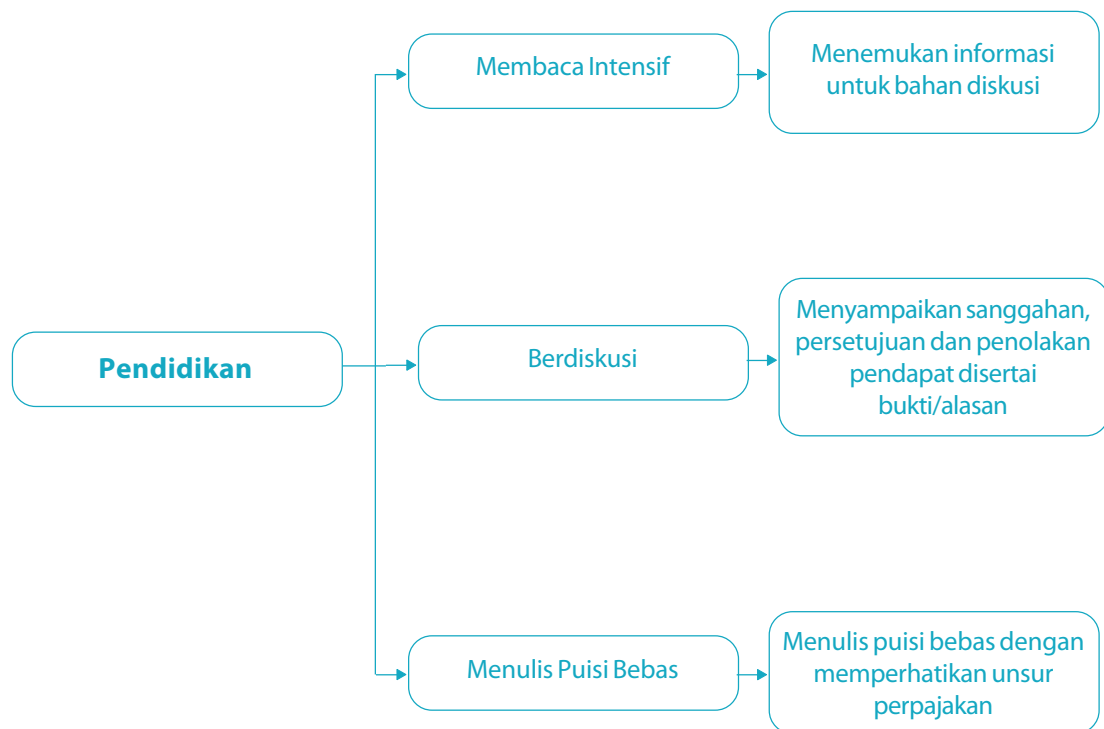 Membaca Intensif
Menemukan informasi
untuk bahan diskusi
Pendidikan
Berdiskusi
Menyampaikan sanggahan,
persetujuan dan penolakan
pendapat disertai
bukti/alasan
Menulis Puisi Bebas
Menulis puisi bebas dengan
memperhatikan unsur
perpajakan